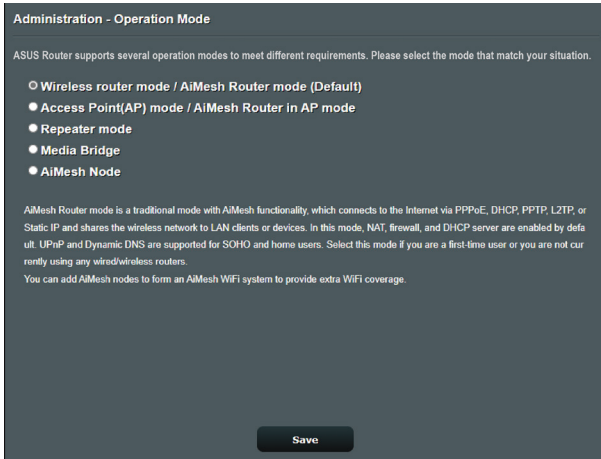 Administration - Operation Mode
ASUS Router supports several operation modes to meet different requirements. Please select the mode that match your situation.
Wireless router mode / AiMesh Router mode (Default)
Access Point(AP) mode / AiMesh Router in AP mode
Repeater mode
Media Bridge
AiMesh Node
AiMesh Router mode is a traditional mode with AiMesh functionality, which connects to the Internet via PPPoE, DHCP, PPTP, L2TP, or
Static IP and shares the wireless network to LAN clients or devices. In this mode, NAT, firewall, and DHCP server are enabled by defa
ult. UPnP and Dynamic DNS are supported for SOHO and home users. Select this mode if you are a first-time user or you are not cur
rently using any wired/wireless routers.
You can add AiMesh nodes to form an AiMesh WiFi system to provide extra WiFi coverage.
Save